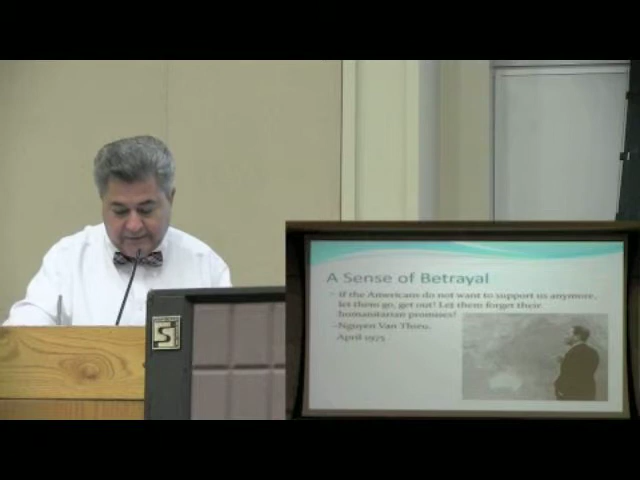 A Sense of Betrayal
If the Americans do not want to support us anymore,
let them go, get out! Let them forget their
humanitarian promises!
–Nguyen Van Thieu.
April 1975
S